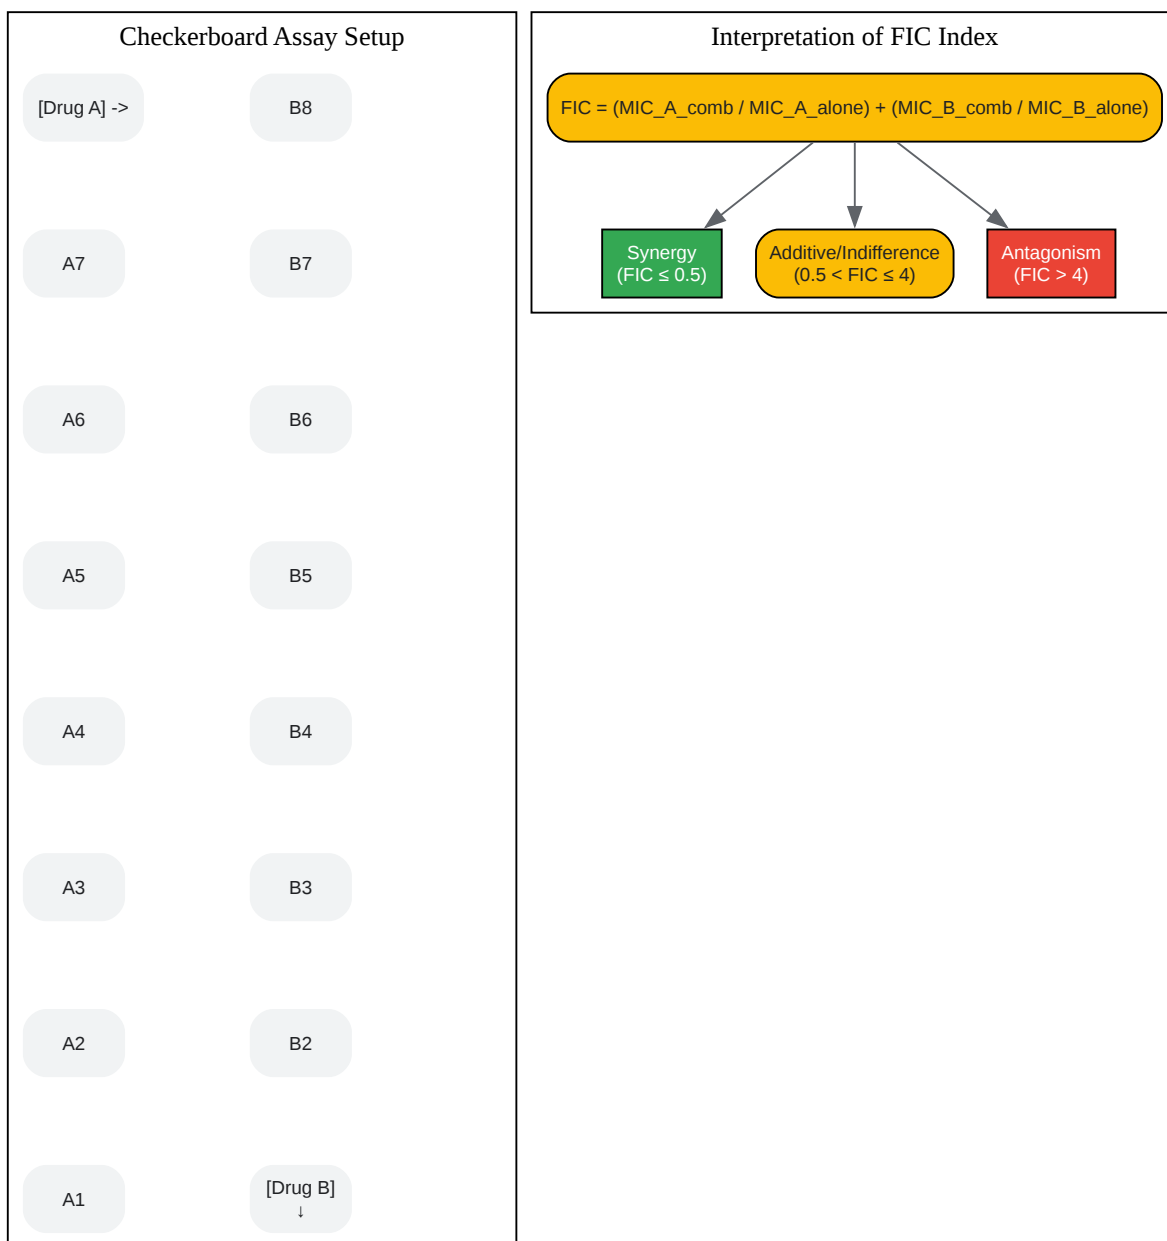 Checkerboard Assay Setup
[Drug A] ->
B8
A7
B7
A6
B6
A5
B5
A4
B4
A3
B3
A2
B2
A1
[Drug B]
↓
Interpretation of FIC Index
FIC = (MIC_A_comb / MIC_A_alone) + (MIC_B_comb / MIC_B_alone)
Synergy
(FIC ≤ 0.5)
Additive/Indifference
(0.5 < FIC ≤ 4)
Antagonism
(FIC > 4)